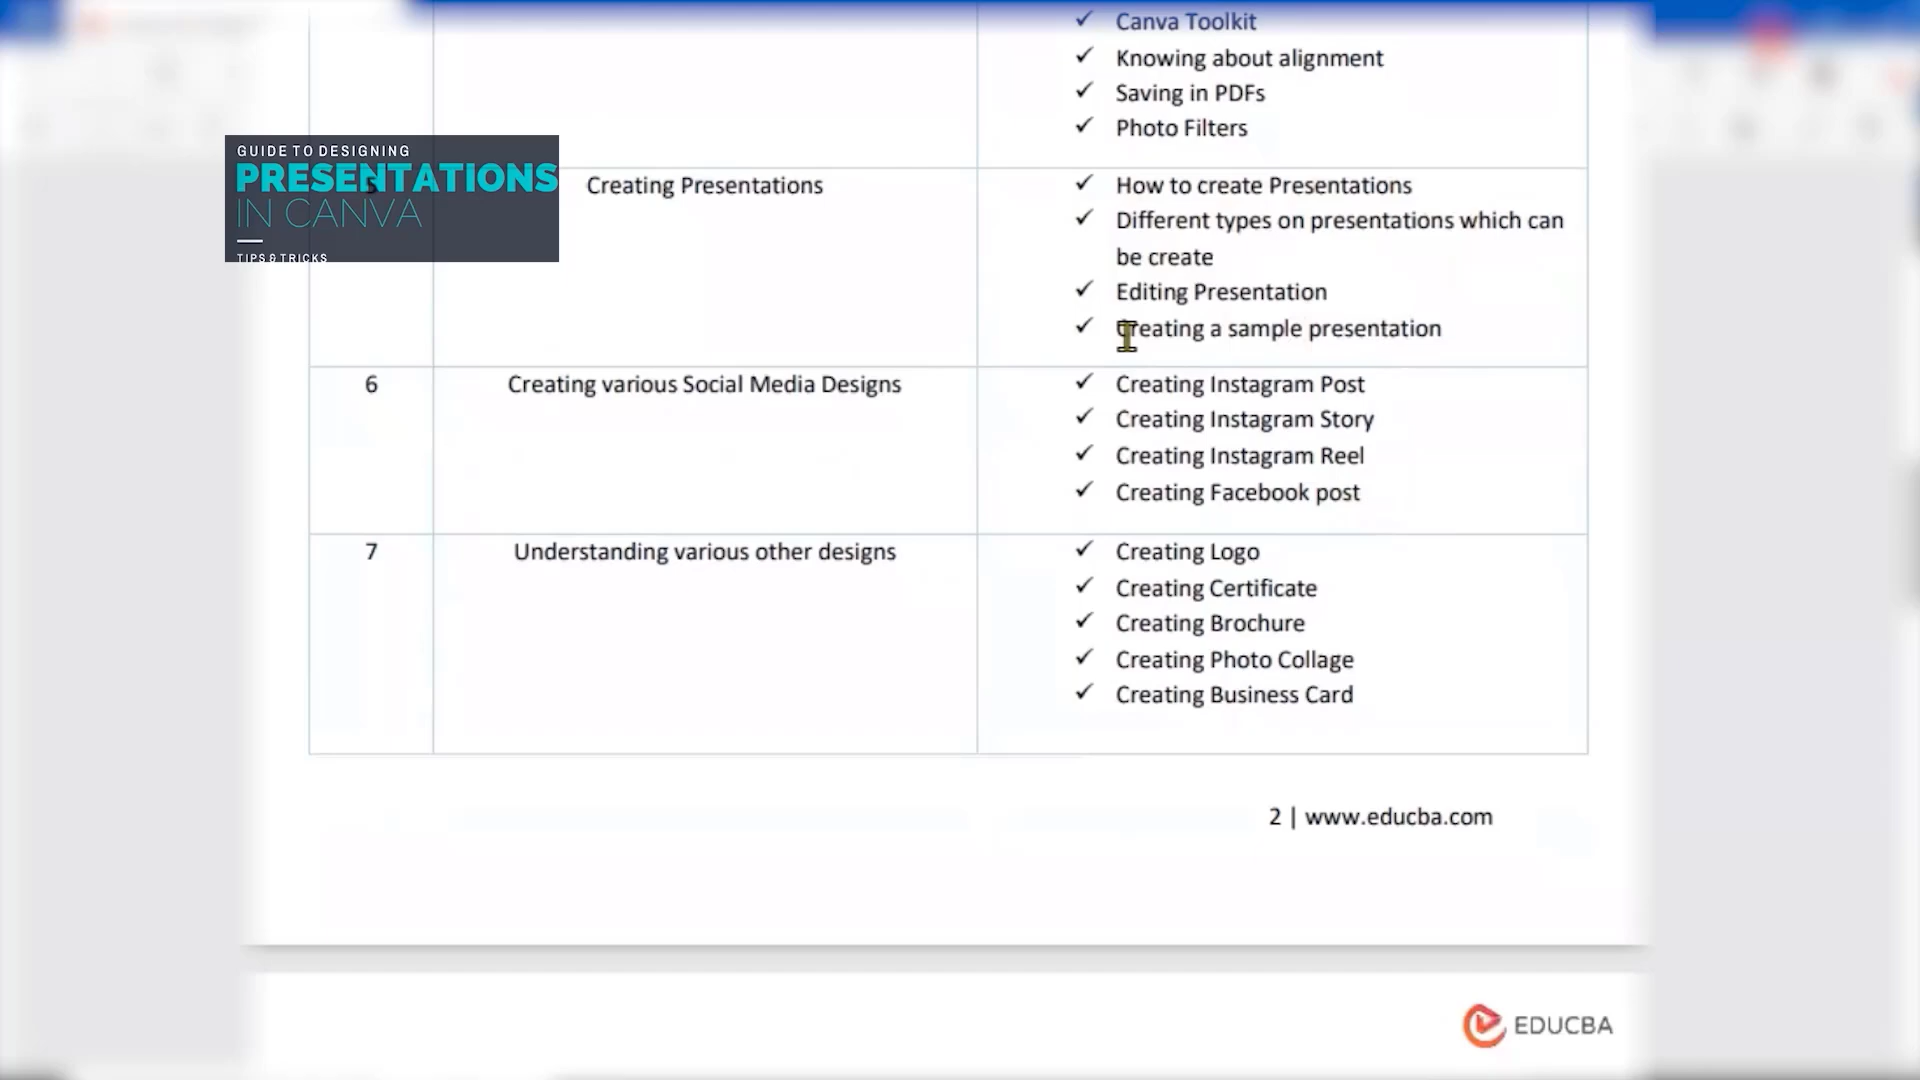 Canva Toolkit
Knowing about alignment
Saving in PDFs
Photo Filters
GUIDE TO DESIGNING
PRESENTATIONS
IN CANVA
TIPS & TRICKS
5
Creating Presentations
How to create Presentations
Different types on presentations which can
be create
Editing Presentation
Creating a sample presentation
6
Creating various Social Media Designs
Creating Instagram Post
Creating Instagram Story
Creating Instagram Reel
Creating Facebook post
7
Understanding various other designs
Creating Logo
Creating Certificate
Creating Brochure
Creating Photo Collage
Creating Business Card
2 | www.educba.com
EDUCBA